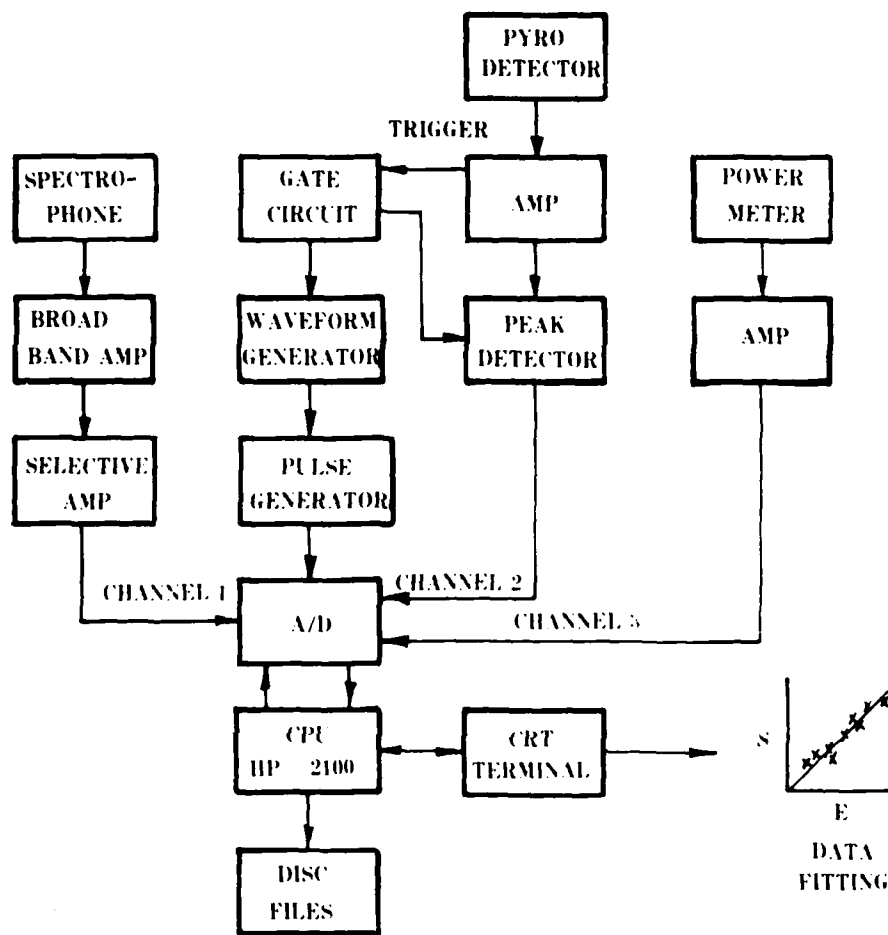 PYRO
DETECTOR
TRIGGER
SPECTRO-
PHONE
GATE
CIRCUIT
AMP
POWER
METER
BROAD
BAND AMP
WAVEFORM
GENERATOR
PEAK
DETECTOR
AMP
SELECTIVE
AMP
PULSE
GENERATOR
CHANNEL 1
A/D
CHANNEL 2
CHANNEL 3
CPU
HP 2100
CRT
TERMINAL
S
E
DATA
FITTING
DISC
FILES